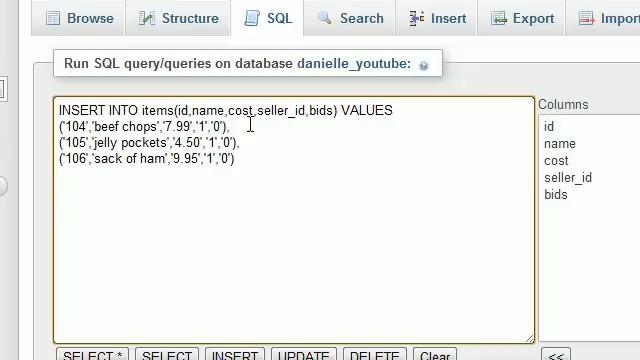 Browse Structure SQL Search Insert Export Import
Run SQL query/queries on database danielle_youtube:
INSERT INTO items(id,name,cost,seller_id,bids) VALUES
('104','beef chops','7.99','1','0'),
('105','jelly pockets','4.50','1','0'),
('106','sack of ham','9.95','1','0')
Columns
id
name
cost
seller_id
bids
SELECT * SELECT INSERT UPDATE DELETE Clear <<